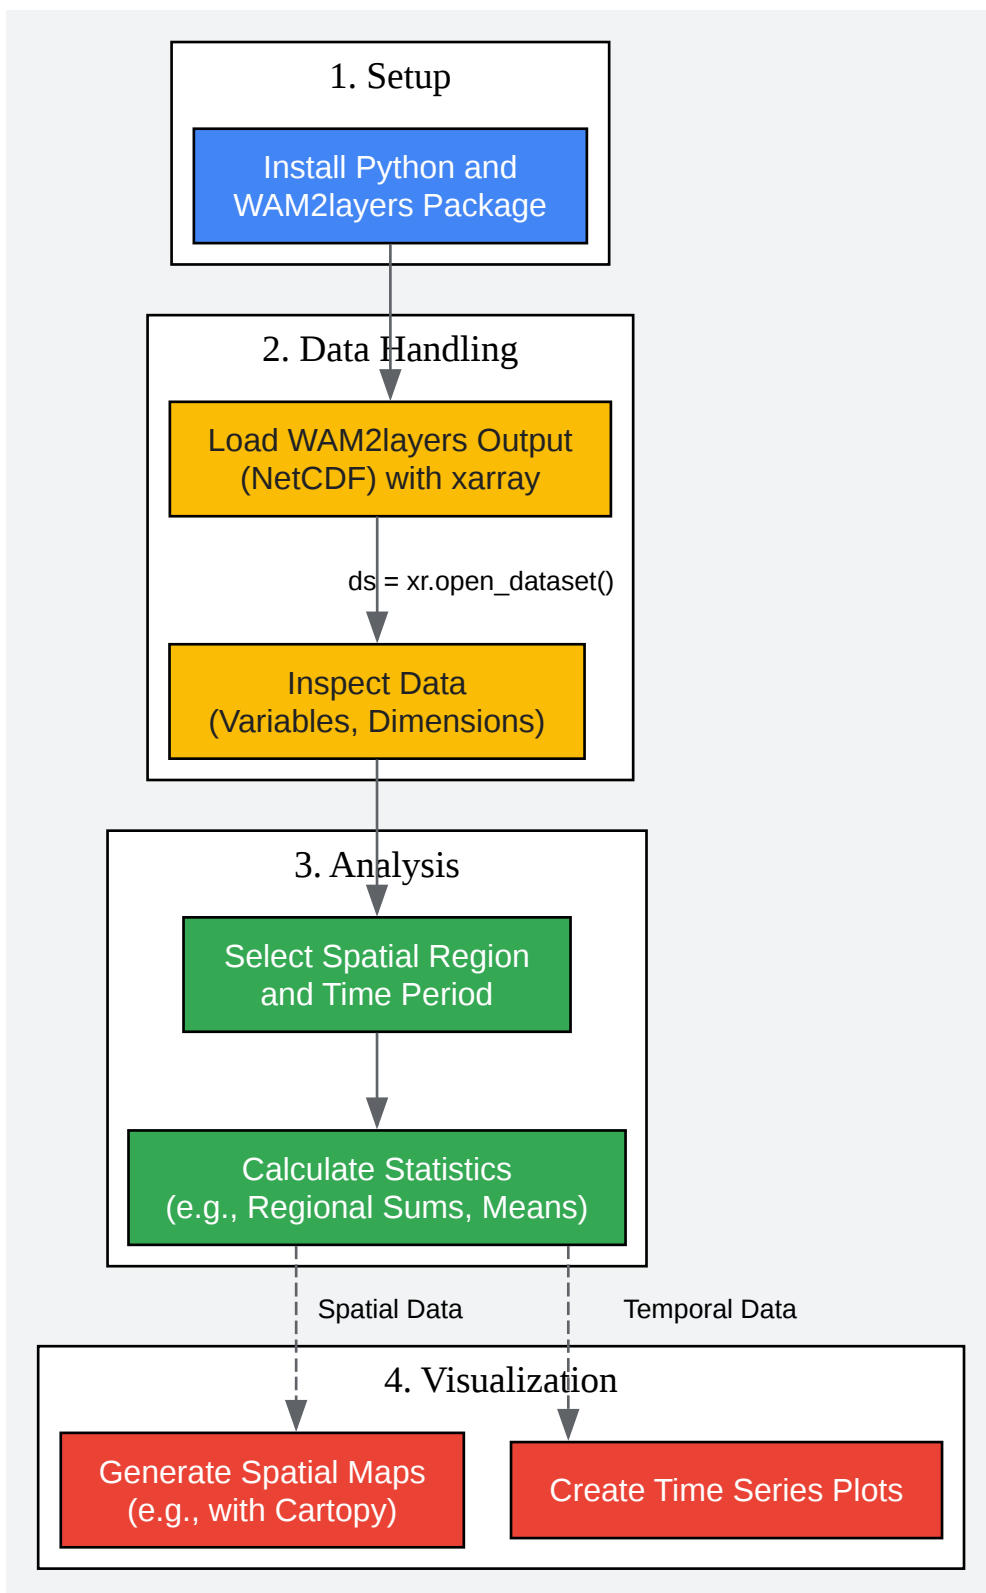 1. Setup
Install Python and
WAM2layers Package
2. Data Handling
Load WAM2layers Output
(NetCDF) with xarray
ds = xr.open_dataset()
Inspect Data
(Variables, Dimensions)
3. Analysis
Select Spatial Region
and Time Period
Calculate Statistics
(e.g., Regional Sums, Means)
Spatial Data
Temporal Data
4. Visualization
Generate Spatial Maps
(e.g., with Cartopy)
Create Time Series Plots